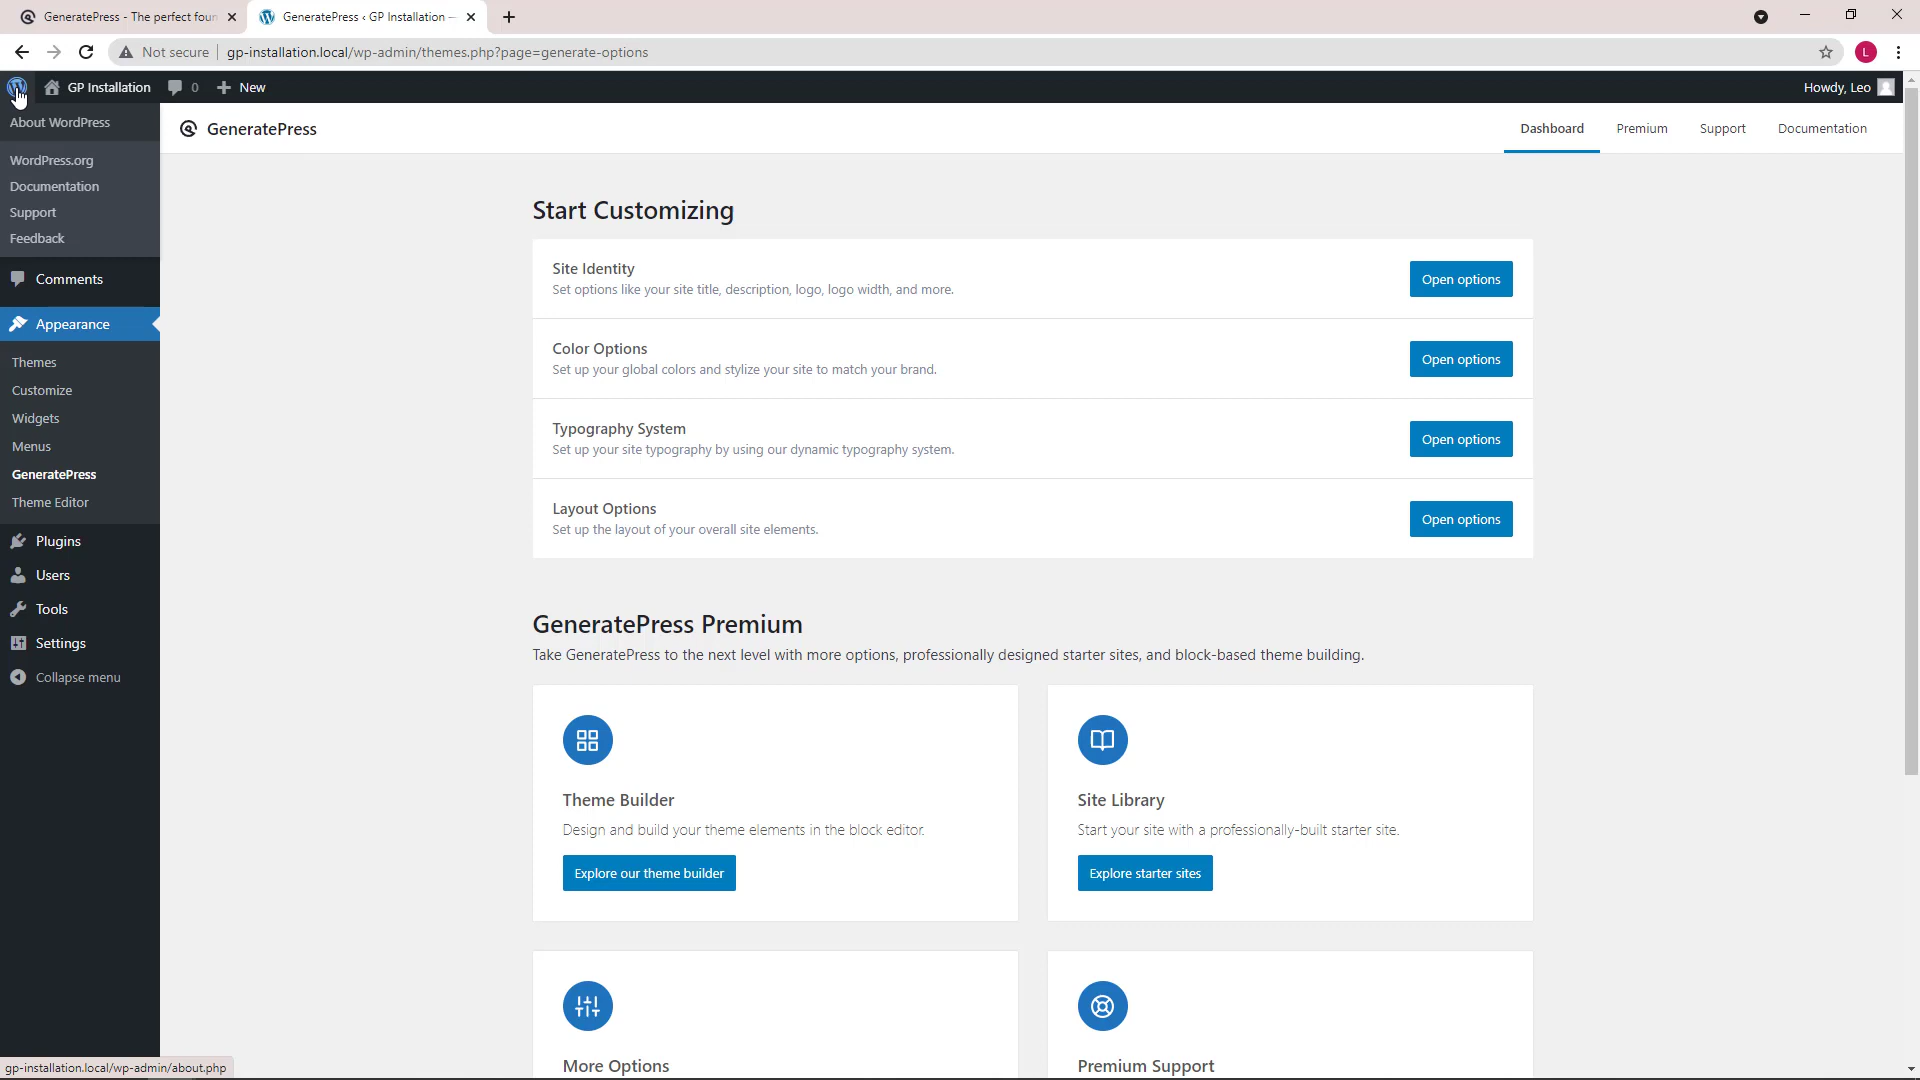 GeneratePress - The perfect foun
GeneratePress ‹ GP Installation —
Not secure
gp-installation.local/wp-admin/themes.php?page=generate-options
L
GP Installation
0
New
Howdy, Leo
About WordPress
WordPress.org
Documentation
Support
Feedback
Comments
Appearance
Themes
Customize
Widgets
Menus
GeneratePress
Theme Editor
Plugins
Users
Tools
Settings
Collapse menu
GeneratePress
Dashboard
Premium
Support
Documentation
Start Customizing
Site Identity
Set options like your site title, description, logo, logo width, and more.
Open options
Color Options
Set up your global colors and stylize your site to match your brand.
Open options
Typography System
Set up your site typography by using our dynamic typography system.
Open options
Layout Options
Set up the layout of your overall site elements.
Open options
GeneratePress Premium
Take GeneratePress to the next level with more options, professionally designed starter sites, and block-based theme building.
Theme Builder
Design and build your theme elements in the block editor.
Explore our theme builder
Site Library
Start your site with a professionally-built starter site.
Explore starter sites
More Options
Premium Support
gp-installation.local/wp-admin/about.php